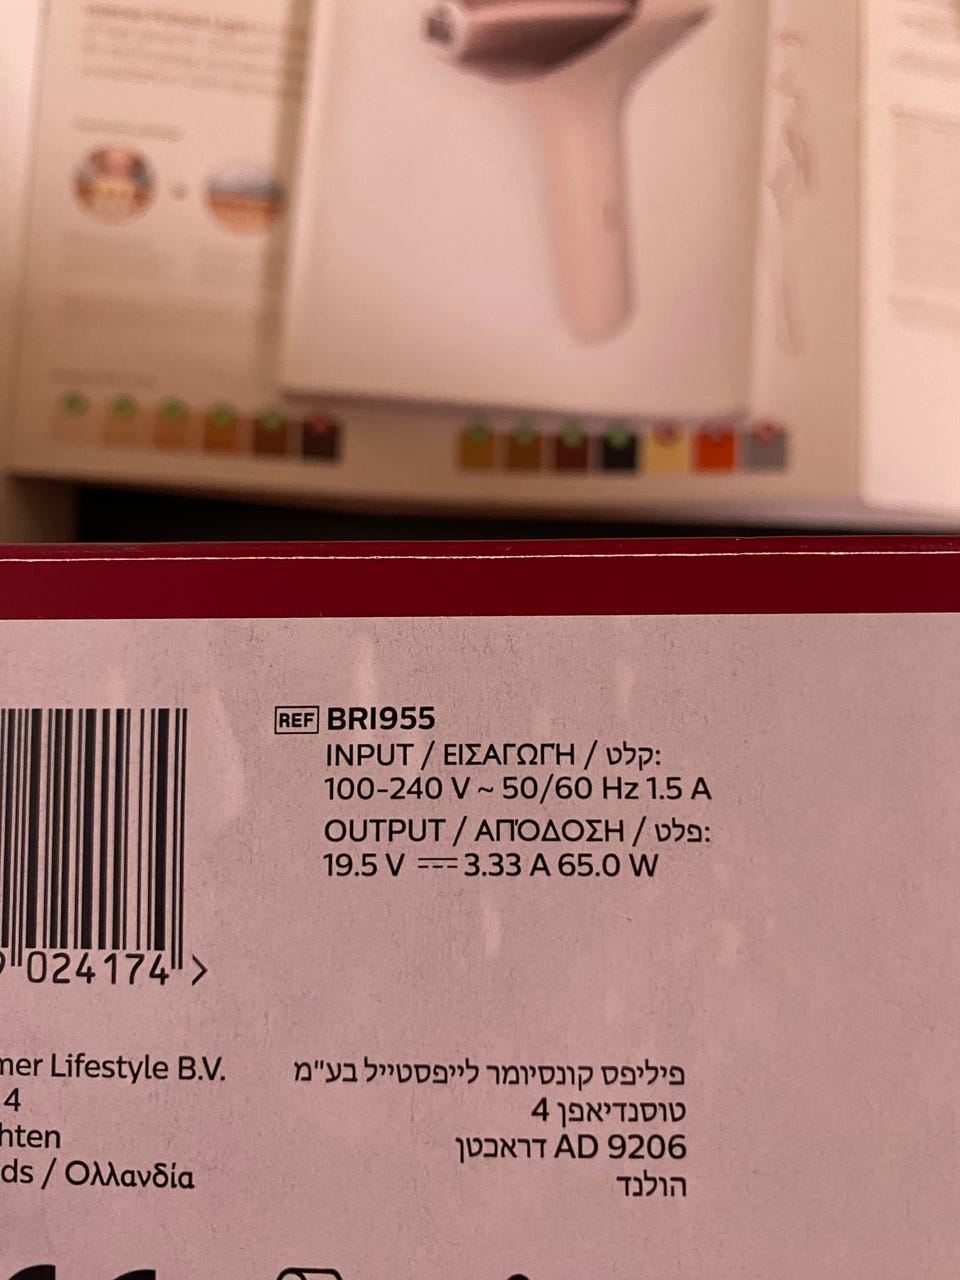 REF BRI955
INPUT / ΕΙΣΑΓΩΓΗ / קלט:
100-240 V ~ 50/60 Hz 1.5 A
OUTPUT / ΑΠΌΔΟΣΗ / פלט:
19.5 V ⎓ 3.33 A 65.0 W
024174 >
mer Lifestyle B.V.
4
hten
ds / Ολλανδία
פיליפס קונסיומר לייפסטייל בע"מ
טוסנדיאפן 4
9206 AD דראכטן
הולנד